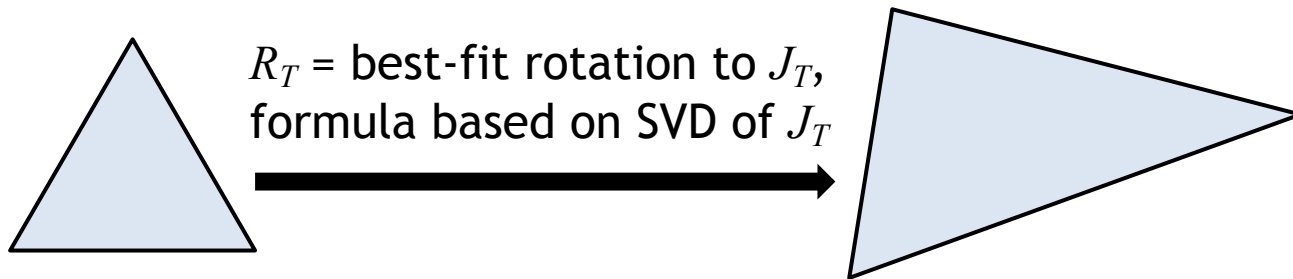 R_T = best-fit rotation to J_T,
formula based on SVD of J_T